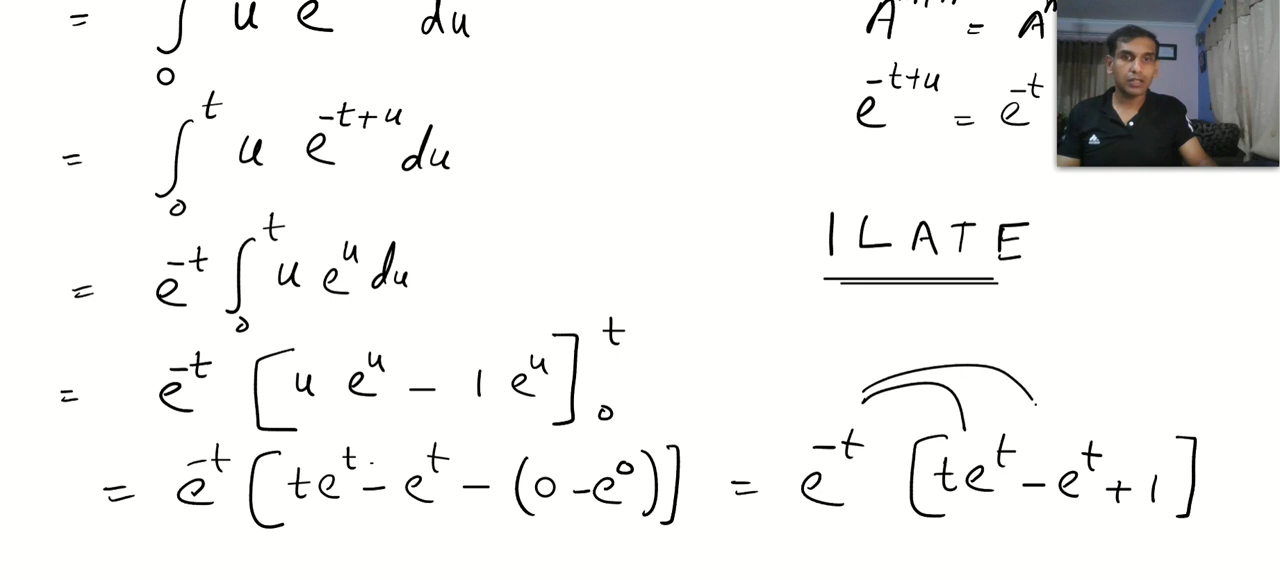 = ∫₀ u e du
= ∫₀ᵗ u e^{-t+u} du
= e^{-t} ∫₀ᵗ u e^u du
= e^{-t} [u e^u - 1 e^u]₀ᵗ
= e^{-t} [te^t - e^t - (0 - e^0)] = e^{-t} [te^t - e^t + 1]
e^{-t+u} = e^{-t}
ILATE